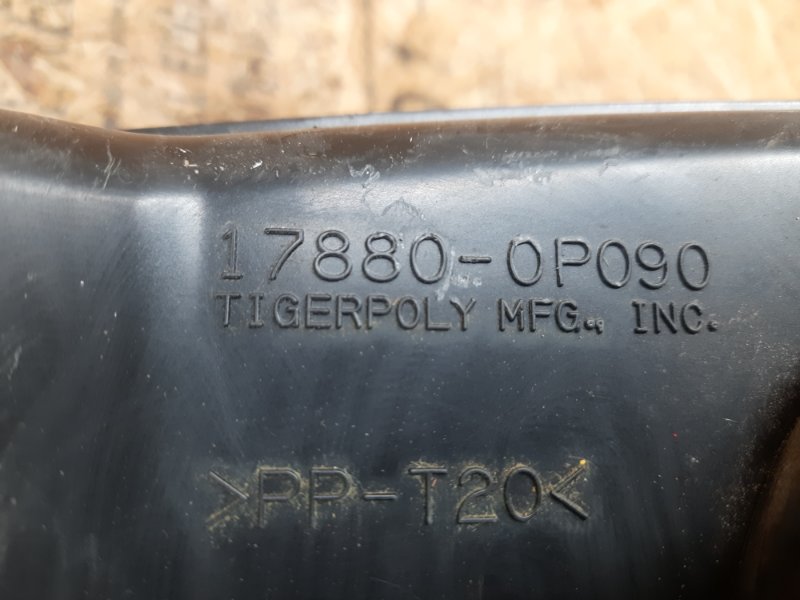 17880-0P090
TIGERPOLY MFG., INC.
>PP-T20<